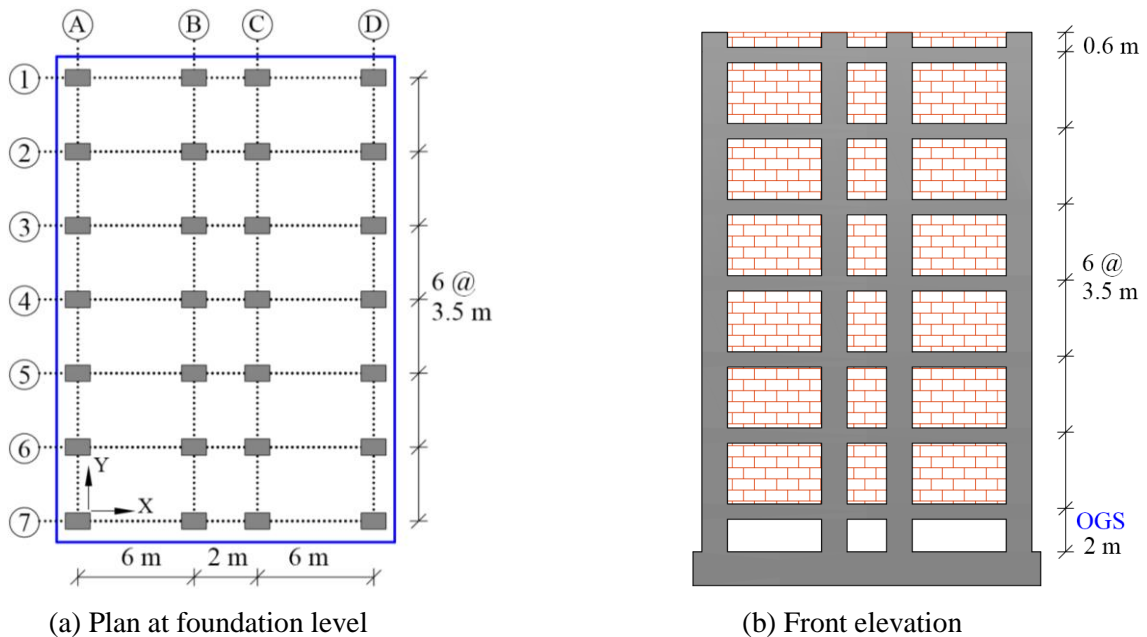 A B C D
1
2
3
4
5
6
7
6 @
3.5 m
Y
X
6 m 2 m 6 m
(a) Plan at foundation level
0.6 m
6 @
3.5 m
OGS
2 m
(b) Front elevation